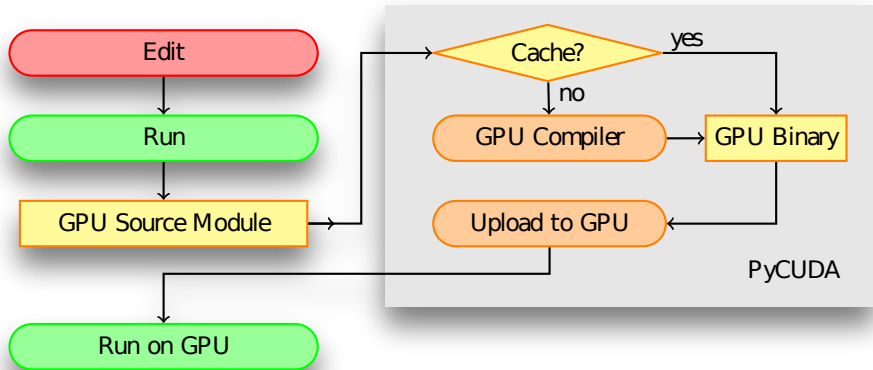 Edit
Run
GPU Source Module
Cache?
yes
no
GPU Compiler
GPU Binary
Upload to GPU
PyCUDA
Run on GPU